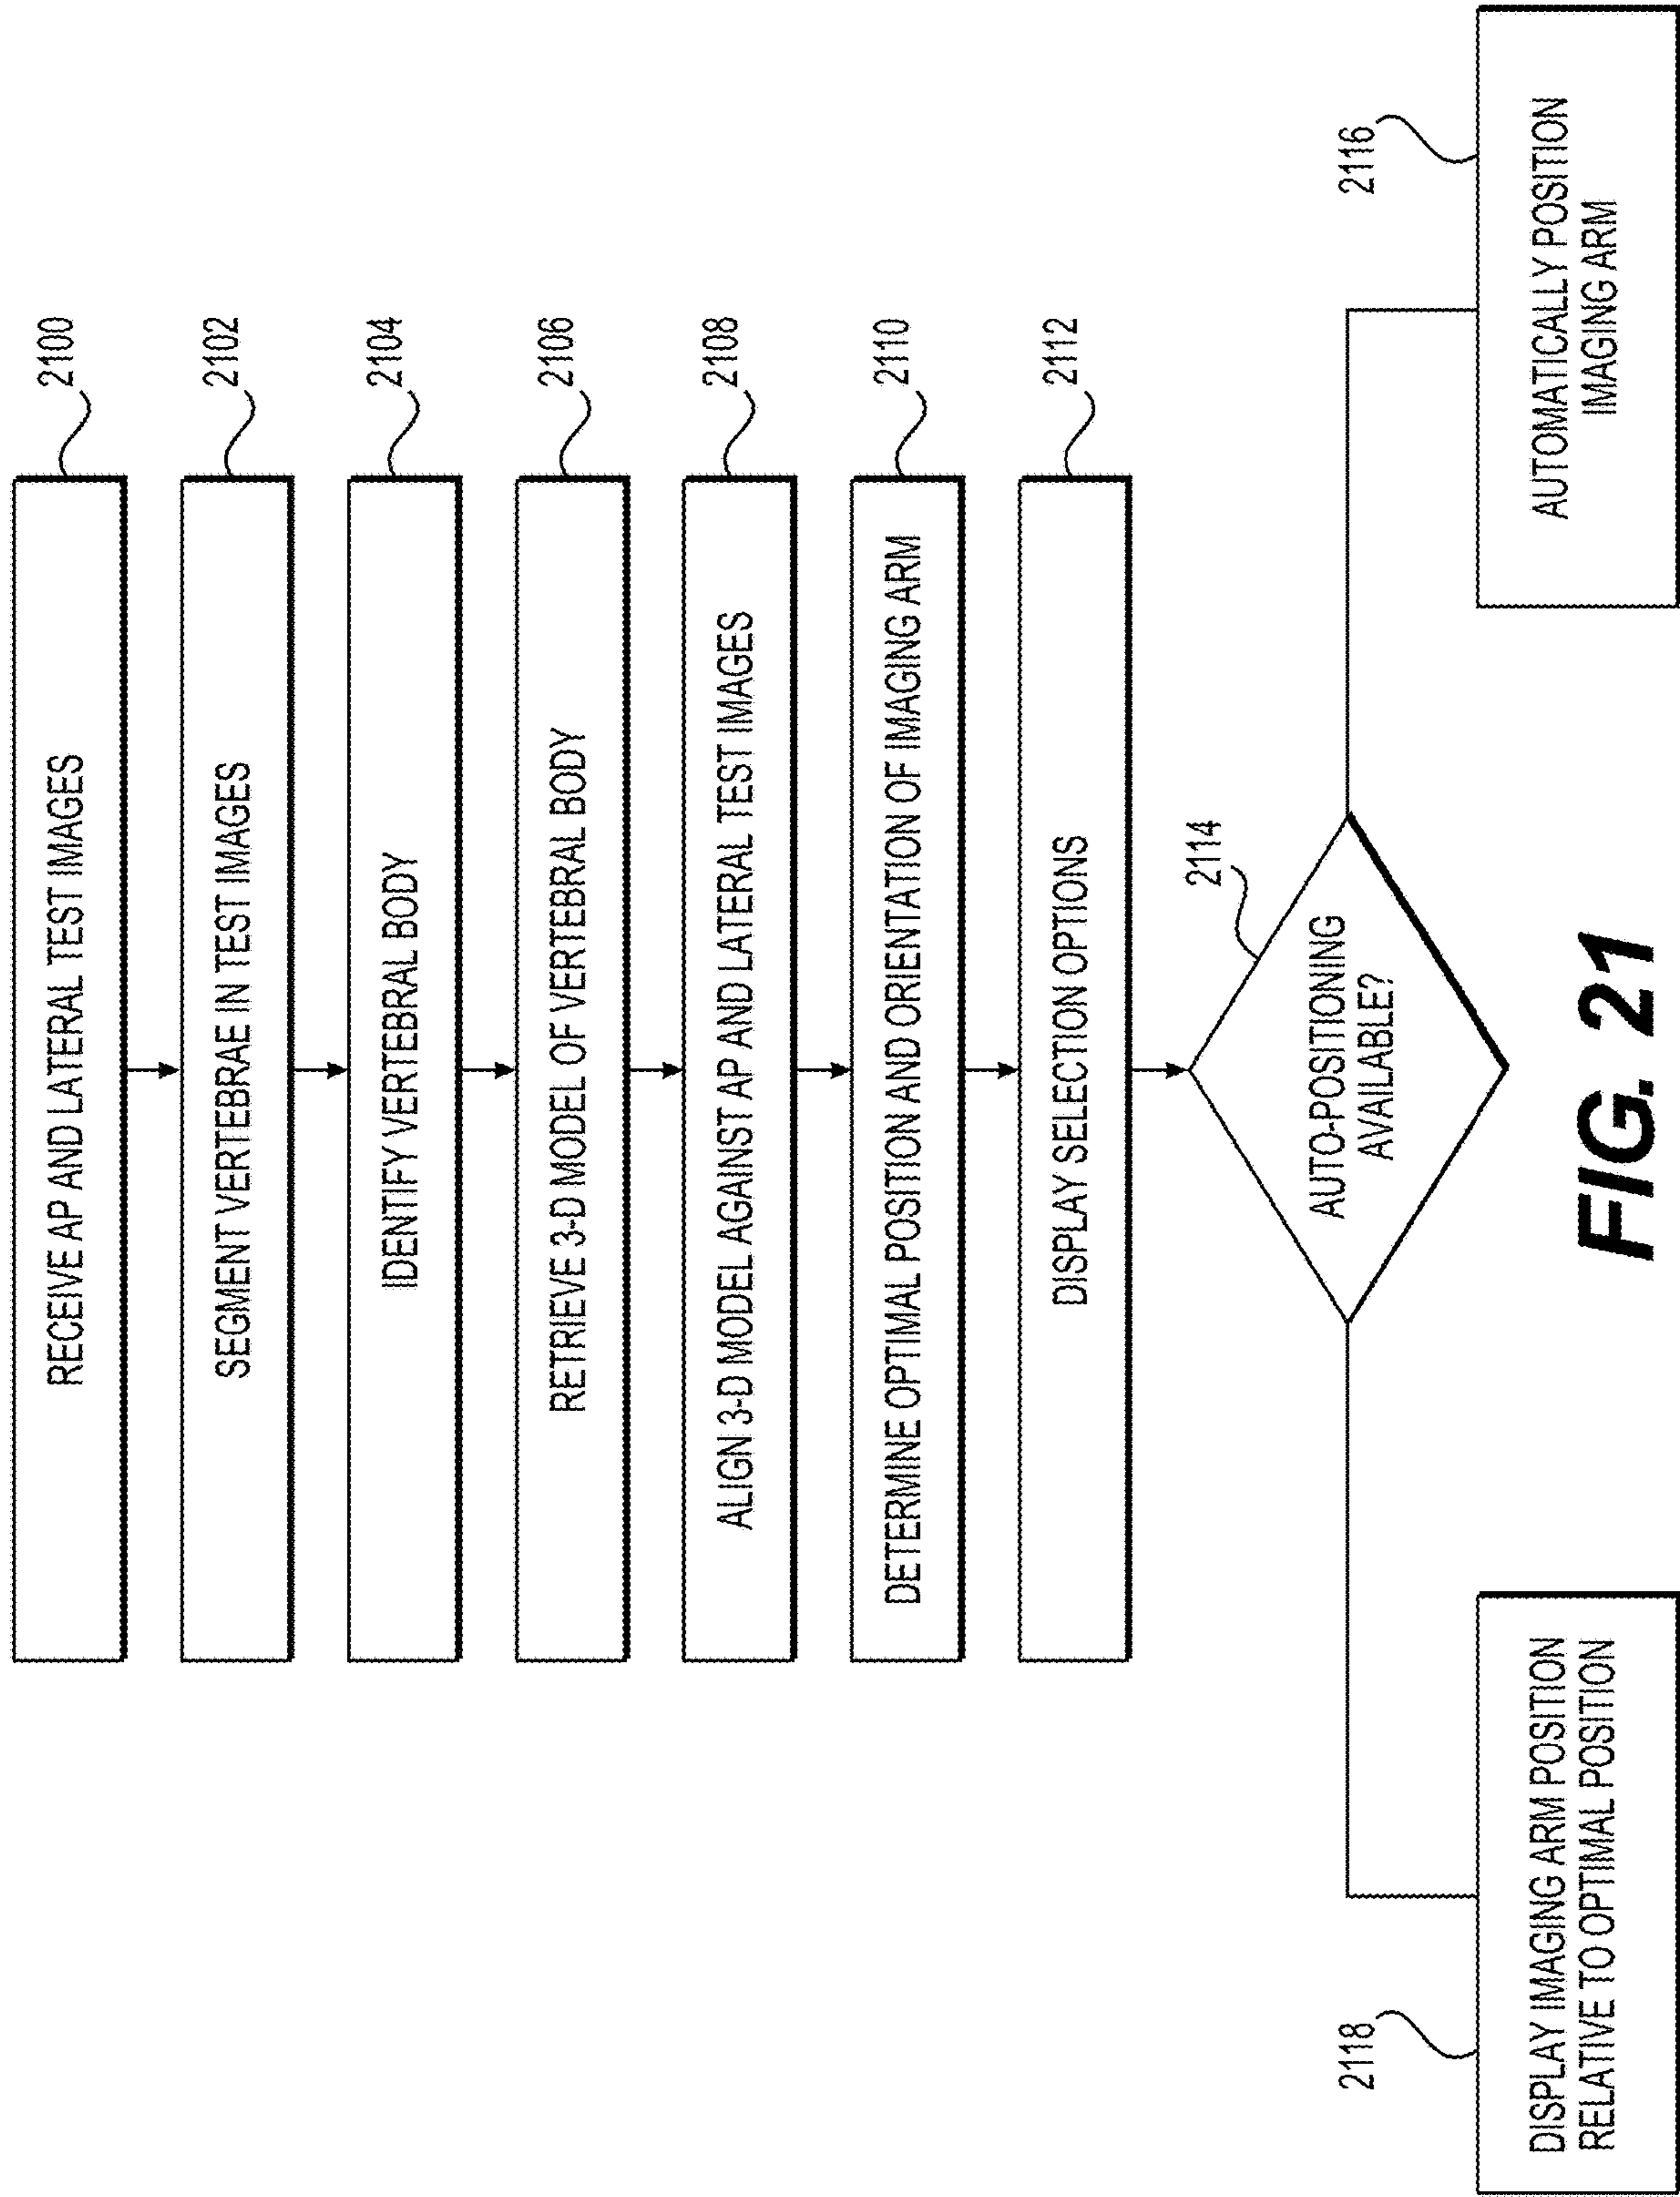 RECEIVE AP AND LATERAL TEST IMAGES
2100
SEGMENT VERTEBRAE IN TEST IMAGES
2102
IDENTIFY VERTEBRAL BODY
2104
RETRIEVE 3-D MODEL OF VERTEBRAL BODY
2106
ALIGN 3-D MODEL AGAINST AP AND LATERAL TEST IMAGES
2108
DETERMINE OPTIMAL POSITION AND ORIENTATION OF IMAGING ARM
2110
DISPLAY SELECTION OPTIONS
2112
2114
AUTO-POSITIONING
AVAILABLE?
2118
DISPLAY IMAGING ARM POSITION
RELATIVE TO OPTIMAL POSITION
2116
AUTOMATICALLY POSITION
IMAGING ARM
FIG. 21